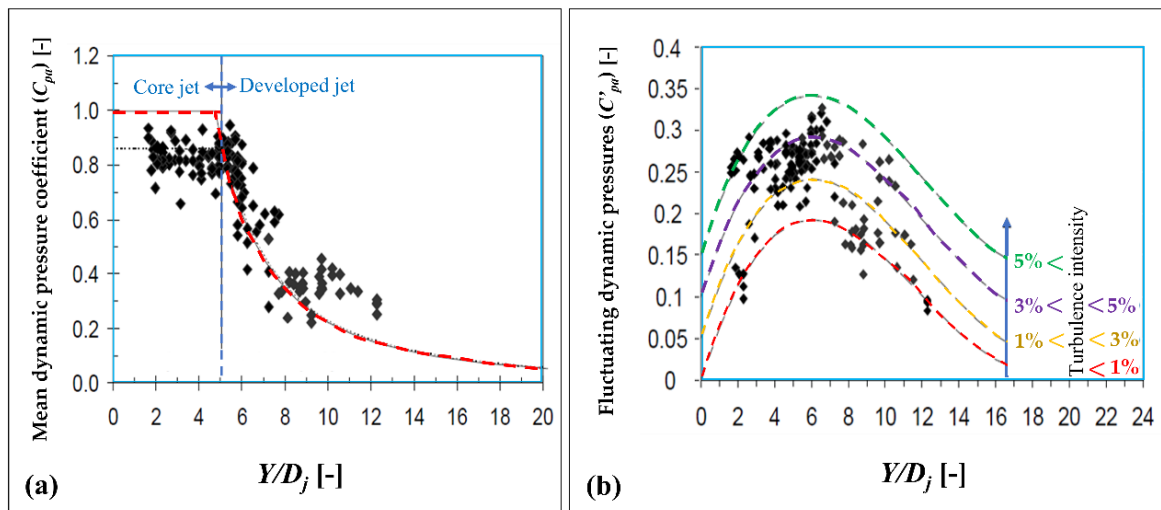 Mean dynamic pressure coefficient (Cpa) [-]
1.2
1.0
0.8
0.6
0.4
0.2
0.0
Core jet
Developed jet
0 2 4 6 8 10 12 14 16 18 20
Y/Dj [-]
(a)
Fluctuating dynamic pressures (C'pa) [-]
0.4
0.35
0.3
0.25
0.2
0.15
0.1
0.05
0
5% <
3% < < 5%
1% < < 3%
< 1%
Turbulence intensity
0 2 4 6 8 10 12 14 16 18 20 22 24
Y/Dj [-]
(b)